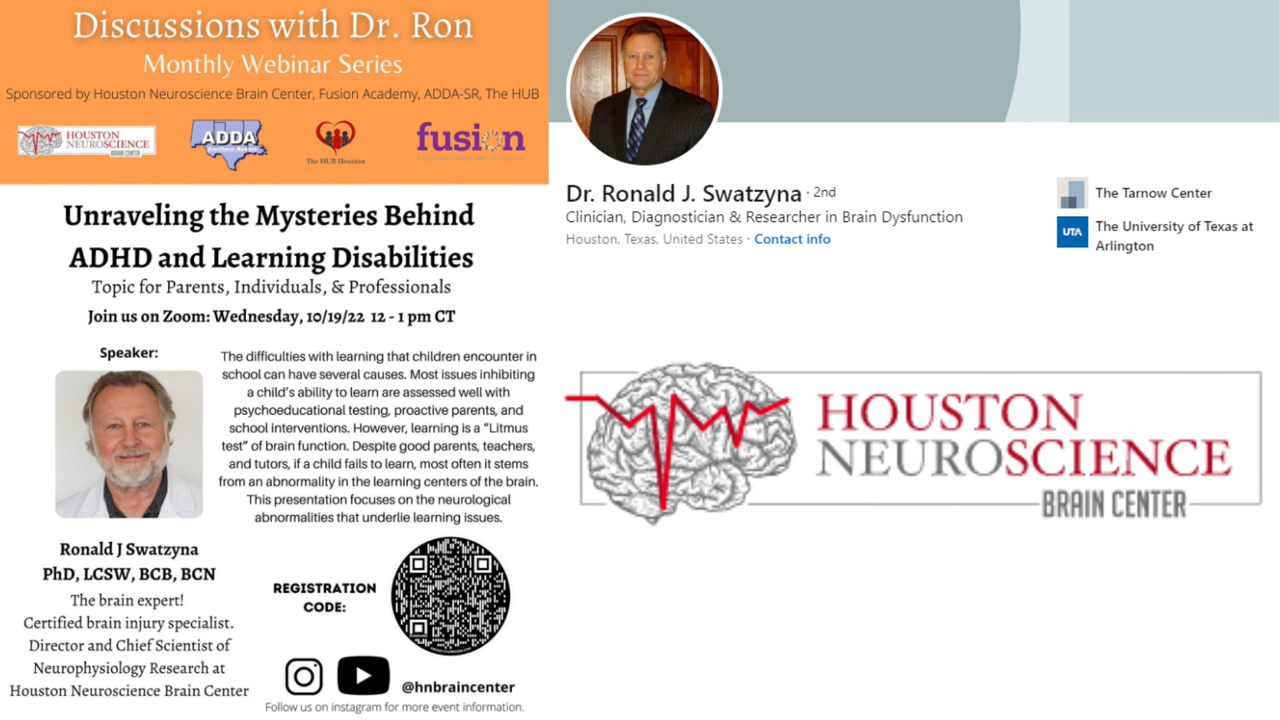 Discussions with Dr. Ron
Monthly Webinar Series
Sponsored by Houston Neuroscience Brain Center, Fusion Academy, ADDA-SR, The HUB
HOUSTON
NEUROSCIENCE
BRAIN CENTER
ADDA
The HUB Houston
fusion
Unraveling the Mysteries Behind
ADHD and Learning Disabilities
Topic for Parents, Individuals, & Professionals
Join us on Zoom: Wednesday, 10/19/22 12 - 1 pm CT
Speaker:
The difficulties with learning that children encounter in
school can have several causes. Most issues inhibiting
a child's ability to learn are assessed well with
psychoeducational testing, proactive parents, and
school interventions. However, learning is a “Litmus
test” of brain function. Despite good parents, teachers,
and tutors, if a child fails to learn, most often it stems
from an abnormality in the learning centers of the brain.
This presentation focuses on the neurological
abnormalities that underlie learning issues.
Ronald J Swatzyna
PhD, LCSW, BCB, BCN
The brain expert!
Certified brain injury specialist.
Director and Chief Scientist of
Neurophysiology Research at
Houston Neuroscience Brain Center
REGISTRATION
CODE:
@hnbraincenter
Follow us on instagram for more event information.
Dr. Ronald J. Swatzyna · 2nd
Clinician, Diagnostician & Researcher in Brain Dysfunction
Houston, Texas, United States · Contact info
The Tarnow Center
UTA
The University of Texas at
Arlington
HOUSTON
NEUROSCIENCE
BRAIN CENTER